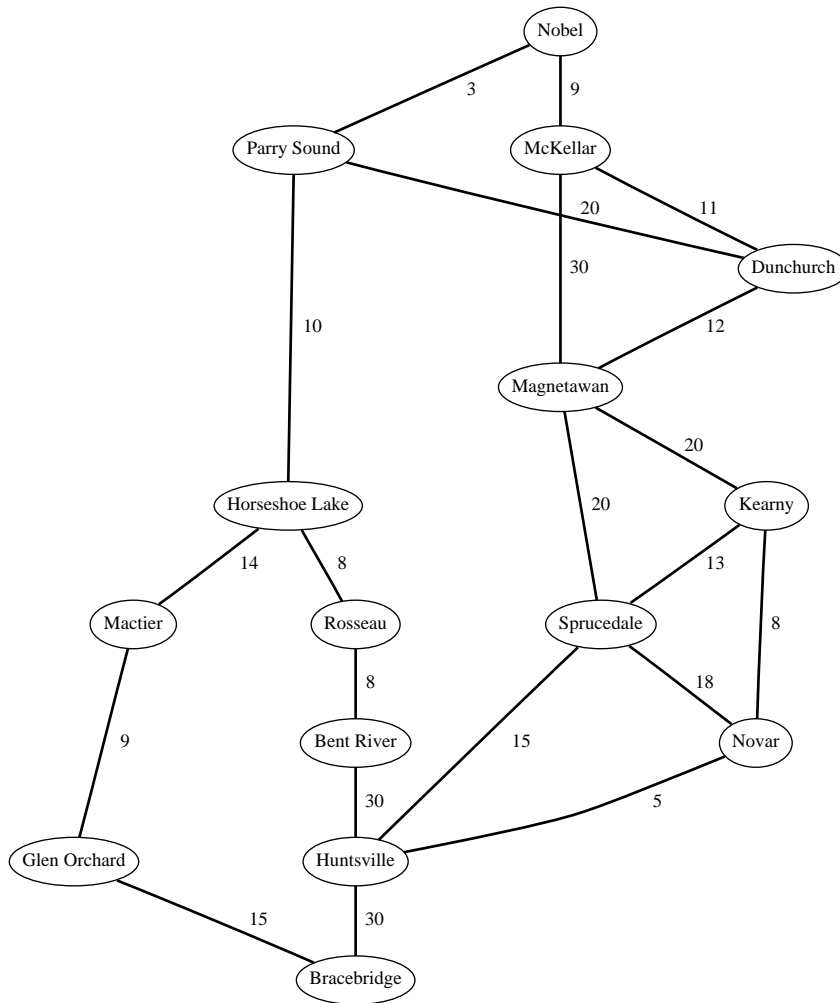 Nobel
3
9
Parry Sound
McKellar
20
11
Dunchurch
30
10
12
Magnetawan
20
Horseshoe Lake
20
Kearny
14
8
13
Mactier
Rosseau
Sprucedale
8
8
18
9
Bent River
15
Novar
30
5
Glen Orchard
Huntsville
15
30
Bracebridge